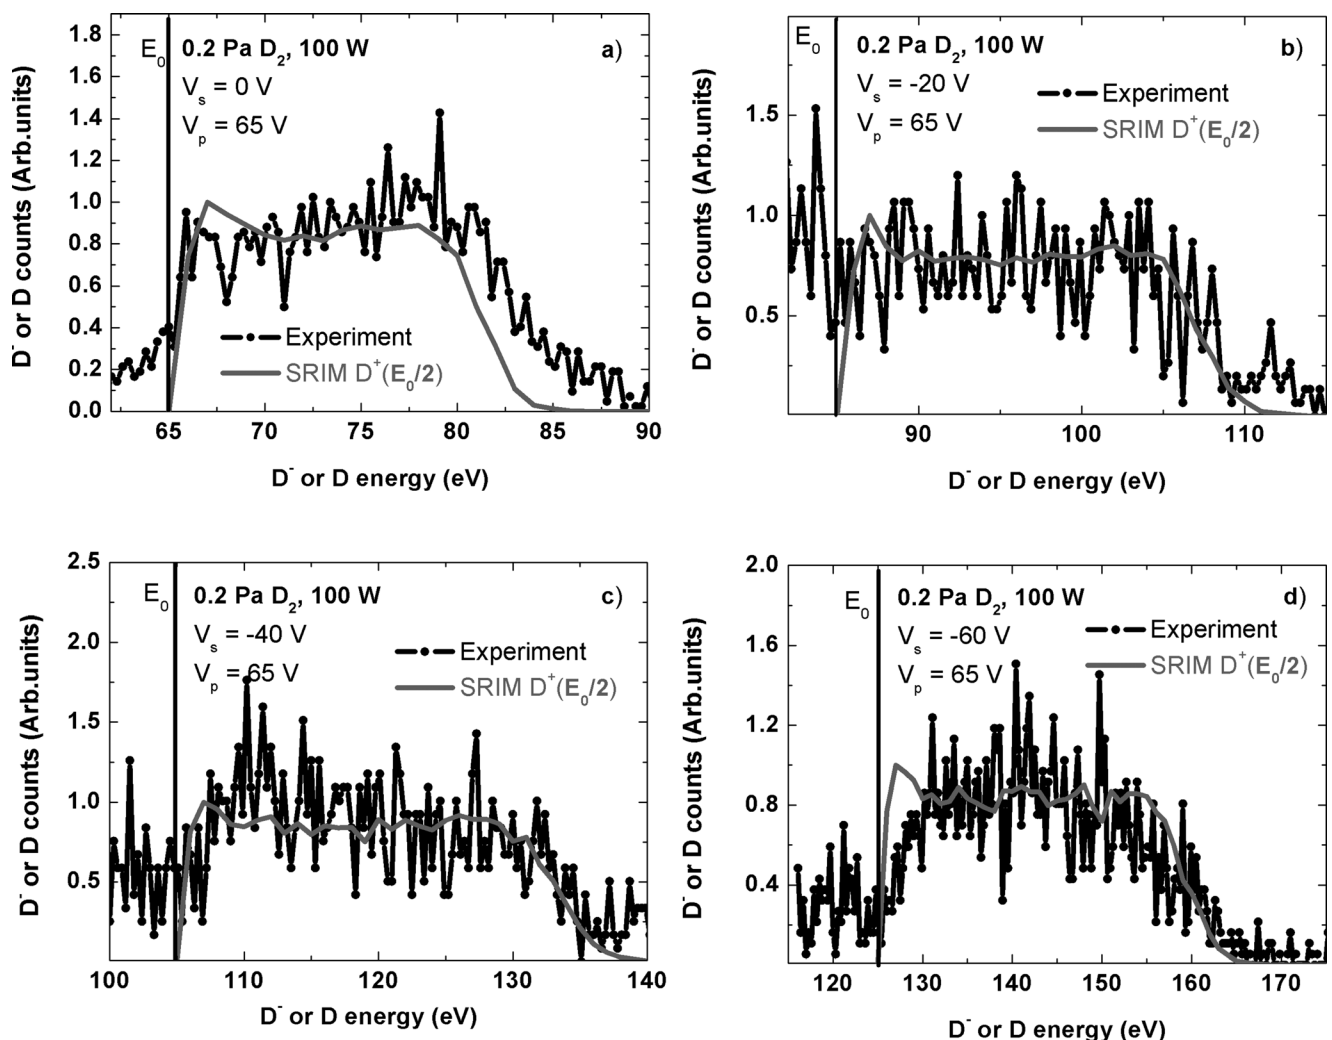 a)
E₀
0.2 Pa D₂, 100 W
Vₛ = 0 V
Vₚ = 65 V
Experiment
SRIM D⁺(E₀/2)
D⁻ or D counts (Arb.units)
1.8
1.6
1.4
1.2
1.0
0.8
0.6
0.4
0.2
0.0
65 70 75 80 85 90
D⁻ or D energy (eV)
b)
E₀
0.2 Pa D₂, 100 W
Vₛ = -20 V
Vₚ = 65 V
Experiment
SRIM D⁺(E₀/2)
D⁻ or D counts (Arb.units)
1.5
1.0
0.5
90 100 110
D⁻ or D energy (eV)
c)
E₀
0.2 Pa D₂, 100 W
Vₛ = -40 V
Vₚ = 65 V
Experiment
SRIM D⁺(E₀/2)
D⁻ or D counts (Arb.units)
2.5
2.0
1.5
1.0
0.5
100 110 120 130 140
D⁻ or D energy (eV)
d)
E₀
0.2 Pa D₂, 100 W
Vₛ = -60 V
Vₚ = 65 V
Experiment
SRIM D⁺(E₀/2)
D⁻ or D counts (Arb.units)
2.0
1.6
1.2
0.8
0.4
120 130 140 150 160 170
D⁻ or D energy (eV)